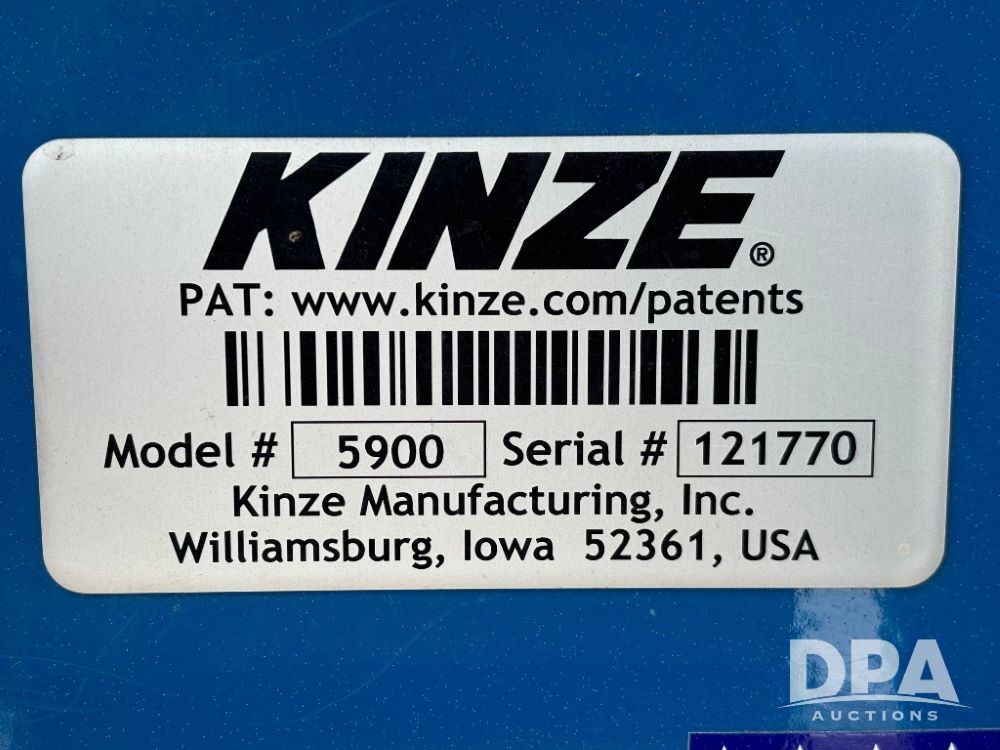 KINZE®
PAT: www.kinze.com/patents
Model # 5900 Serial # 121770
Kinze Manufacturing, Inc.
Williamsburg, Iowa 52361, USA
DPA
AUCTIONS